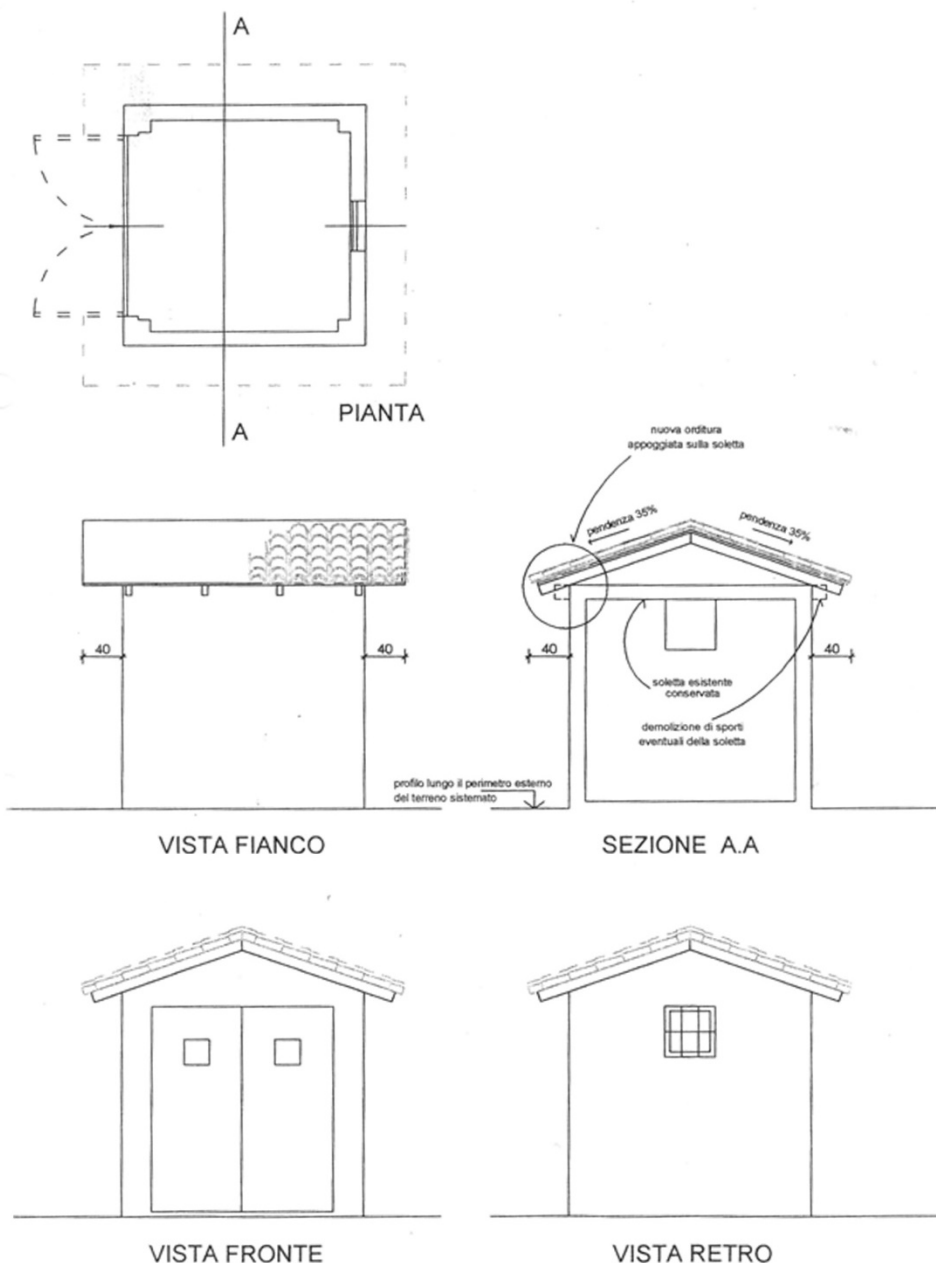 A
A
PIANTA
nuova orditura
appoggiata sulla soletta
pendenza 35%
pendenza 35%
40
40
40
40
soletta esistente
conservata
demolizione di sporti
eventuali della soletta
profilo lungo il perimetro esterno
del terreno sistemato
VISTA FIANCO
SEZIONE A.A
VISTA FRONTE
VISTA RETRO